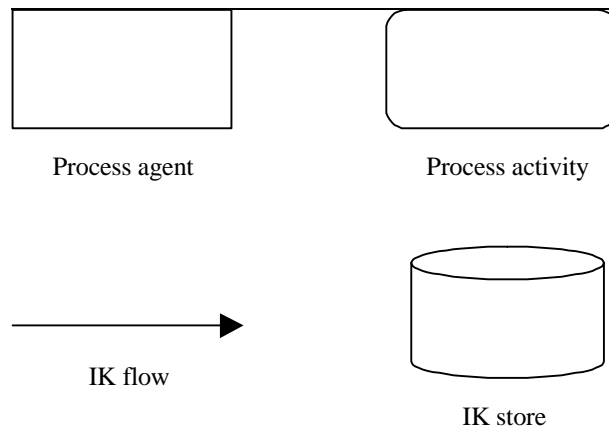 Process agent
Process activity
IK flow
IK store